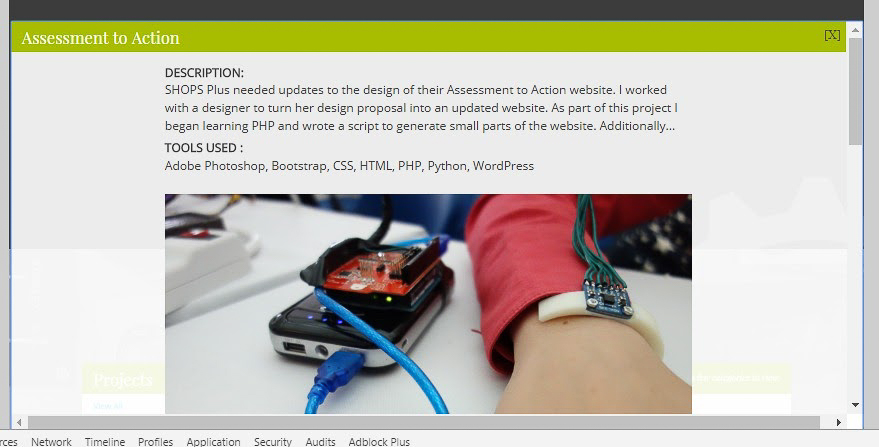 Assessment to Action
[X]
DESCRIPTION:
SHOPS Plus needed updates to the design of their Assessment to Action website. I worked
with a designer to turn her design proposal into an updated website. As part of this project I
began learning PHP and wrote a script to generate small parts of the website. Additionally...
TOOLS USED :
Adobe Photoshop, Bootstrap, CSS, HTML, PHP, Python, WordPress
Projects
View All
rces Network Timeline Profiles Application Security Audits Adblock Plus